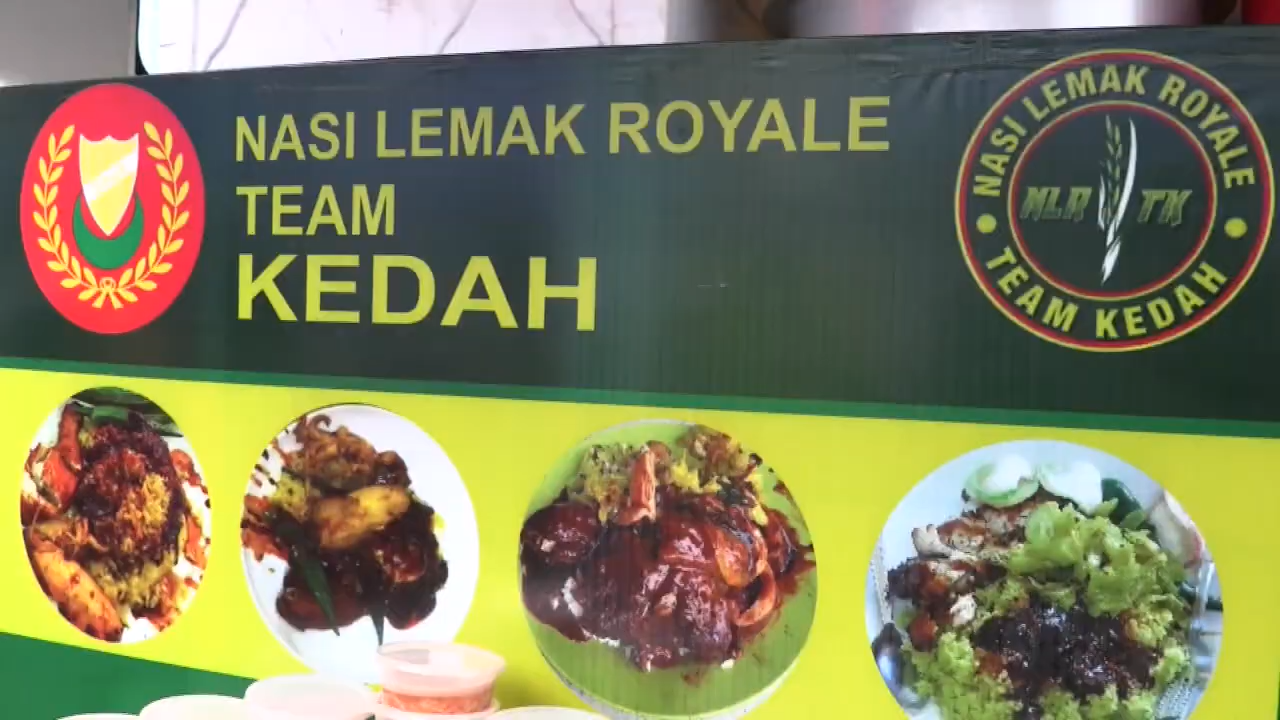 NASI LEMAK ROYALE
TEAM
KEDAH
NASI LEMAK ROYALE
NLR TK
TEAM KEDAH